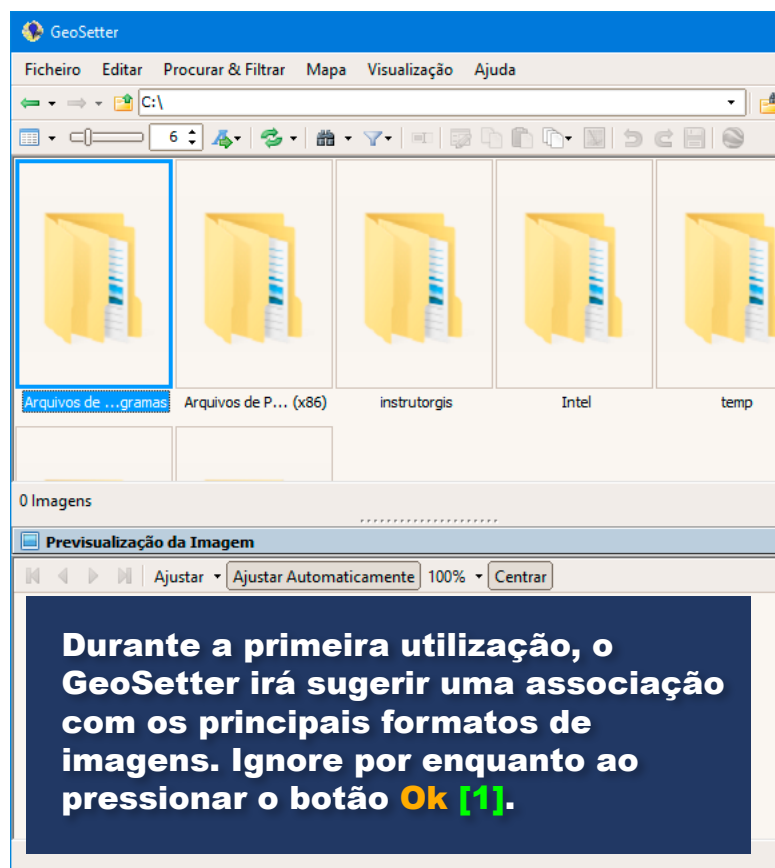 GeoSetter
Ficheiro Editar Procurar & Filtrar Mapa Visualização Ajuda
C:\
6
Arquivos de ...gramas Arquivos de P... (x86) instrutorgis Intel temp
0 Imagens
Previsualização da Imagem
Ajustar Ajustar Automaticamente 100% Centrar
Durante a primeira utilização, o
GeoSetter irá sugerir uma associação
com os principais formatos de
imagens. Ignore por enquanto ao
pressionar o botão Ok [1].